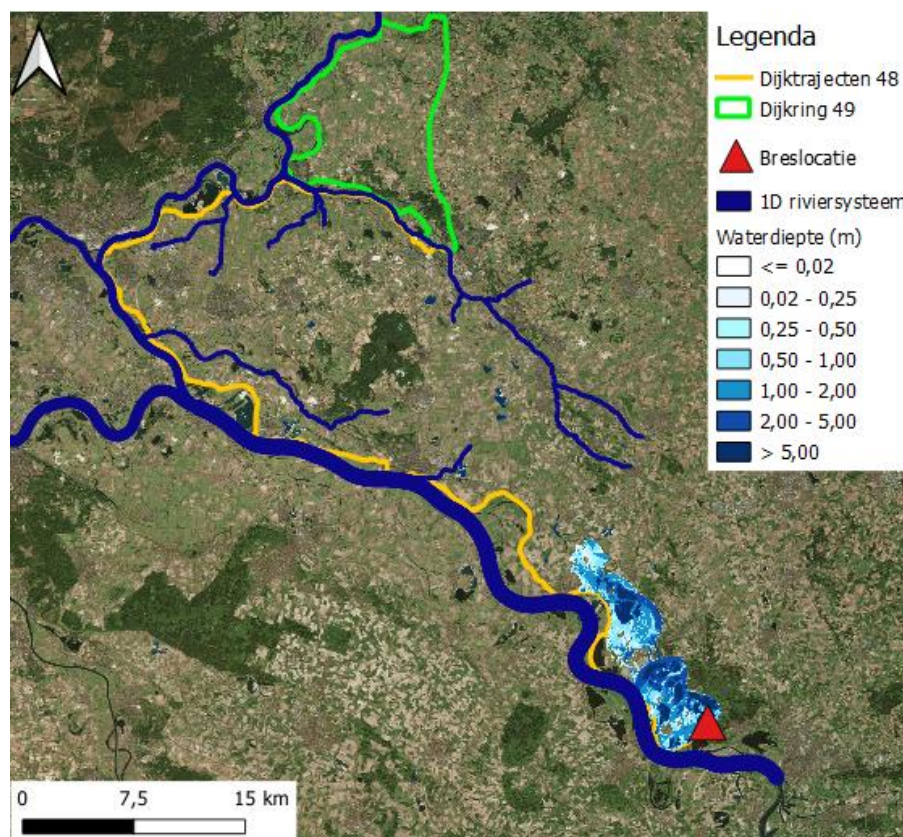 Legenda
Dijktrajecten 48
Dijkring 49
Breslocatie
1D riviersysteem
Waterdiepte (m)
<= 0,02
0,02 - 0,25
0,25 - 0,50
0,50 - 1,00
1,00 - 2,00
2,00 - 5,00
> 5,00
0 7,5 15 km